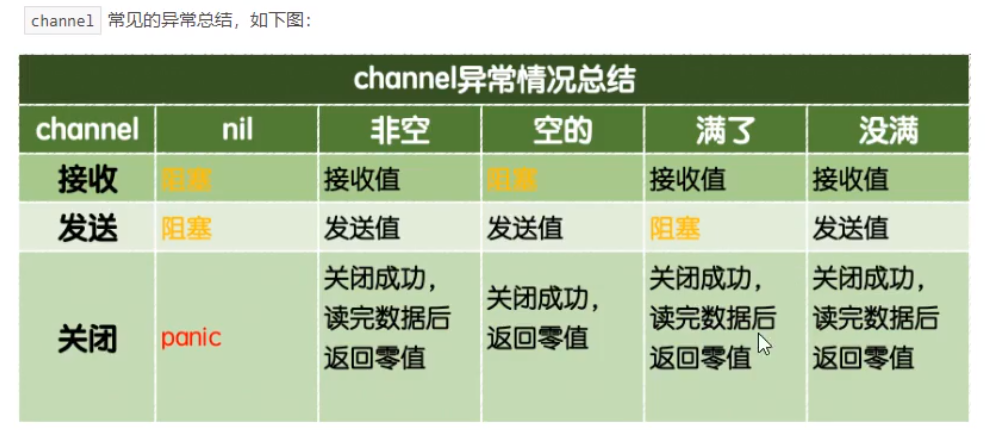 channel 常见的异常总结，如下图：
channel异常情况总结
channel nil 非空 空的 满了 没满
接收 阻塞 接收值 阻塞 接收值 接收值
发送 阻塞 发送值 发送值 阻塞 发送值
关闭 panic 关闭成功，读完数据后返回零值 关闭成功，返回零值 关闭成功，读完数据后返回零值 关闭成功，读完数据后返回零值